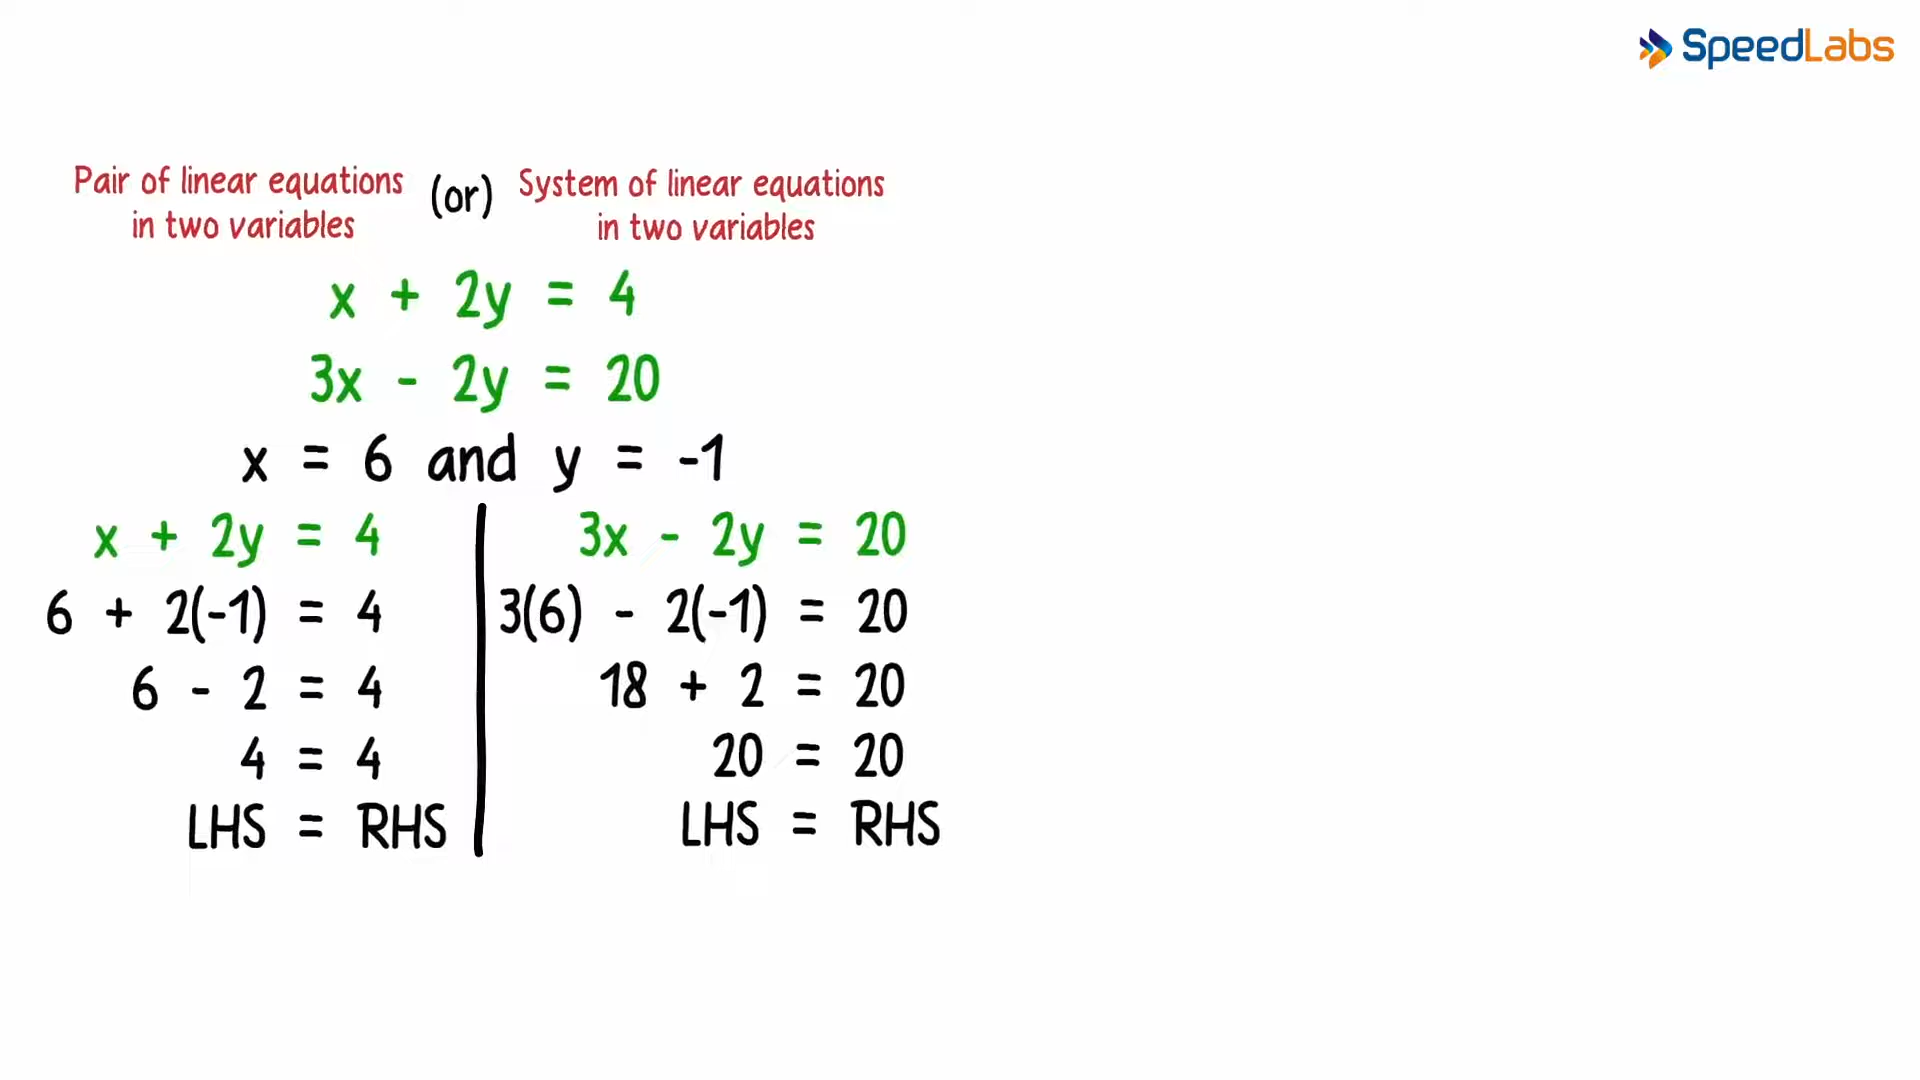 SpeedLabs
Pair of linear equations
in two variables
(or)
System of linear equations
in two variables
x + 2y = 4
3x - 2y = 20
x = 6 and y = -1
x + 2y = 4
6 + 2(-1) = 4
6 - 2 = 4
4 = 4
LHS = RHS
3x - 2y = 20
3(6) - 2(-1) = 20
18 + 2 = 20
20 = 20
LHS = RHS